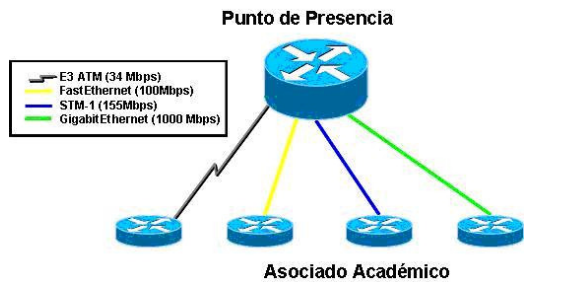 Punto de Presencia
E3 ATM (34 Mbps)
FastEthernet (100Mbps)
STM-1 (155Mbps)
GigabitEthernet (1000 Mbps)
Asociado Académico